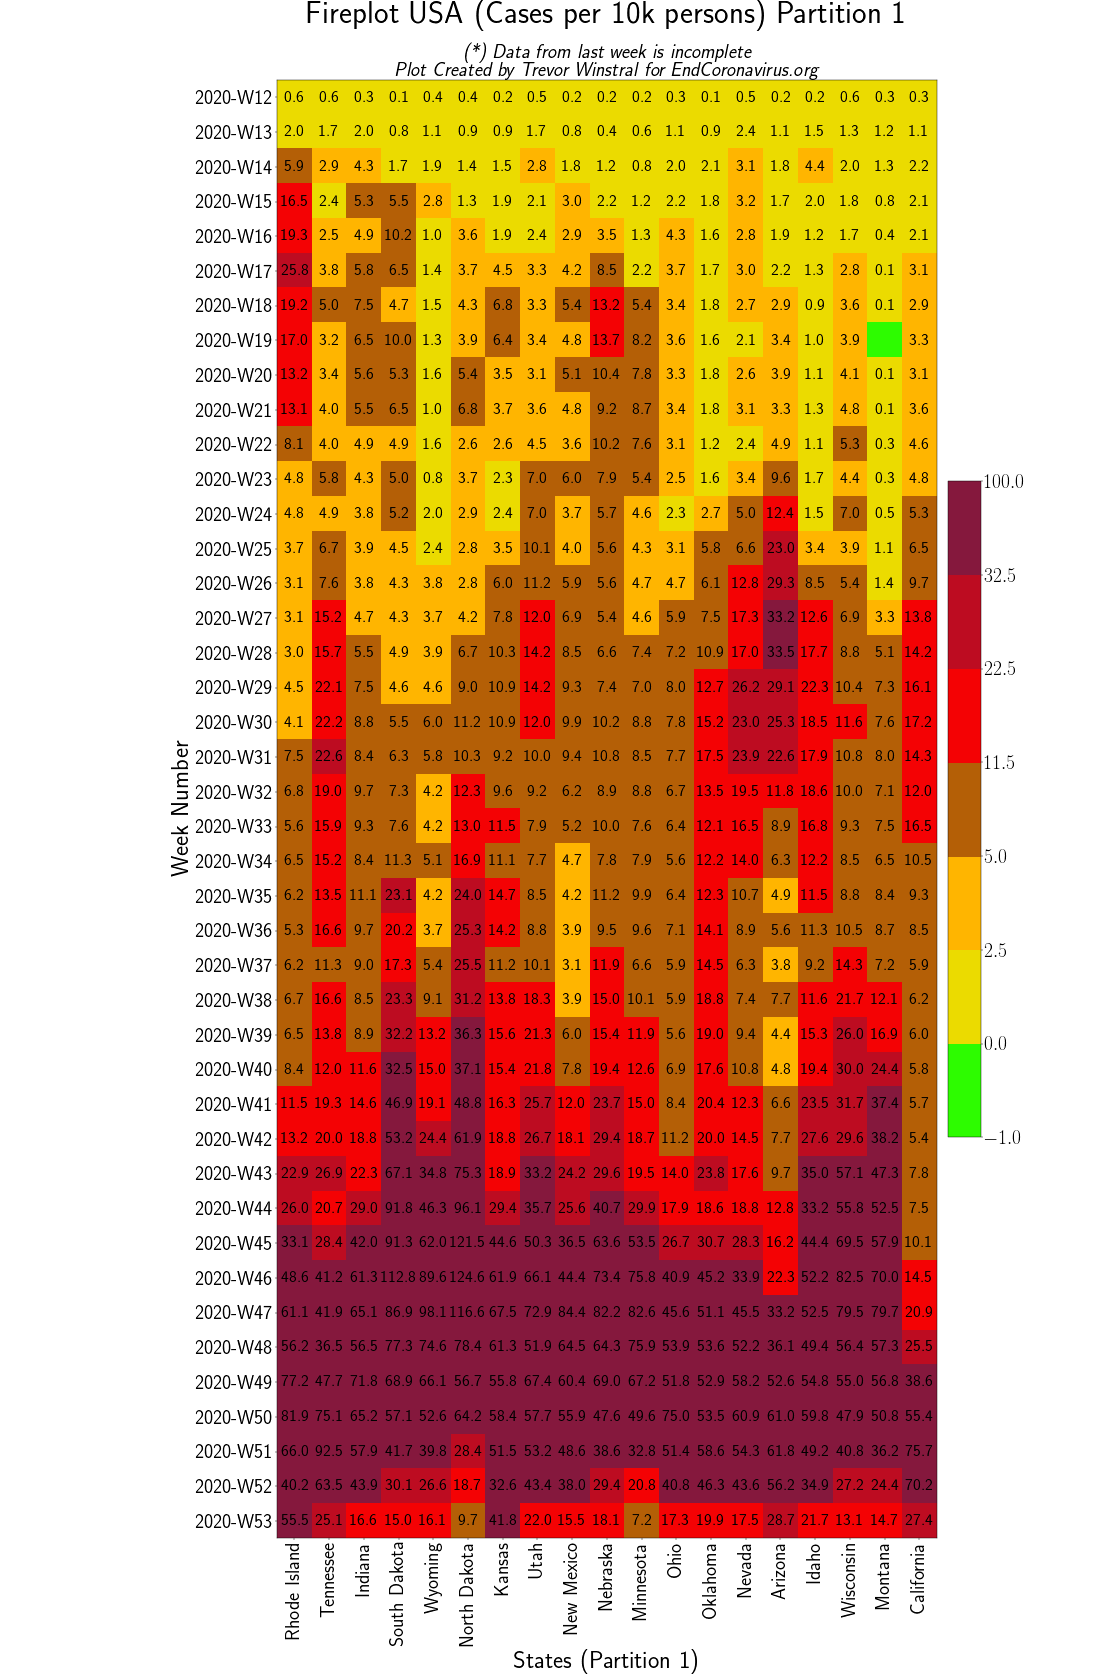 Fireplot USA (Cases per 10k persons) Partition 1
(*) Data from last week is incomplete
Plot Created by Trevor Winstral for EndCoronavirus.org
2020-W12 0.6 0.6 0.3 0.1 0.4 0.4 0.2 0.5 0.2 0.2 0.2 0.3 0.1 0.5 0.2 0.2 0.6 0.3 0.3
2020-W13 2.0 1.7 2.0 0.8 1.1 0.9 0.9 1.7 0.8 0.4 0.6 1.1 0.9 2.4 1.1 1.5 1.3 1.2 1.1
2020-W14 5.9 2.9 4.3 1.7 1.9 1.4 1.5 2.8 1.8 1.2 0.8 2.0 2.1 3.1 1.8 4.4 2.0 1.3 2.2
2020-W15 16.5 2.4 5.3 5.5 2.8 1.3 1.9 2.1 3.0 2.2 1.2 2.2 1.8 3.2 1.7 2.0 1.8 0.8 2.1
2020-W16 19.3 2.5 4.9 10.2 1.0 3.6 1.9 2.4 2.9 3.5 1.3 4.3 1.6 2.8 1.9 1.2 1.7 0.4 2.1
2020-W17 25.8 3.8 5.8 6.5 1.4 3.7 4.5 3.3 4.2 8.5 2.2 3.7 1.7 3.0 2.2 1.3 2.8 0.1 3.1
2020-W18 19.2 5.0 7.5 4.7 1.5 4.3 6.8 3.3 5.4 13.2 5.4 3.4 1.8 2.7 2.9 0.9 3.6 0.1 2.9
2020-W19 17.0 3.2 6.5 10.0 1.3 3.9 6.4 3.4 4.8 13.7 8.2 3.6 1.6 2.1 3.4 1.0 3.9 3.3
2020-W20 13.2 3.4 5.6 5.3 1.6 5.4 3.5 3.1 5.1 10.4 7.8 3.3 1.8 2.6 3.9 1.1 4.1 0.1 3.1
2020-W21 13.1 4.0 5.5 6.5 1.0 6.8 3.7 3.6 4.8 9.2 8.7 3.4 1.8 3.1 3.3 1.3 4.8 0.1 3.6
2020-W22 8.1 4.0 4.9 4.9 1.6 2.6 2.6 4.5 3.6 10.2 7.6 3.1 1.2 2.4 4.9 1.1 5.3 0.3 4.6
2020-W23 4.8 5.8 4.3 5.0 0.8 3.7 2.3 7.0 6.0 7.9 5.4 2.5 1.6 3.4 9.6 1.7 4.4 0.3 4.8
2020-W24 4.8 4.9 3.8 5.2 2.0 2.9 2.4 7.0 3.7 5.7 4.6 2.3 2.7 5.0 12.4 1.5 7.0 0.5 5.3
2020-W25 3.7 6.7 3.9 4.5 2.4 2.8 3.5 10.1 4.0 5.6 4.3 3.1 5.8 6.6 23.0 3.4 3.9 1.1 6.5
2020-W26 3.1 7.6 3.8 4.3 3.8 2.8 6.0 11.2 5.9 5.6 4.7 4.7 6.1 12.8 29.3 8.5 5.4 1.4 9.7
2020-W27 3.1 15.2 4.7 4.3 3.7 4.2 7.8 12.0 6.9 5.4 4.6 5.9 7.5 17.3 33.2 12.6 6.9 3.3 13.8
2020-W28 3.0 15.7 5.5 4.9 3.9 6.7 10.3 14.2 8.5 6.6 7.4 7.2 10.9 17.0 33.5 17.7 8.8 5.1 14.2
2020-W29 4.5 22.1 7.5 4.6 4.6 9.0 10.9 14.2 9.3 7.4 7.0 8.0 12.7 26.2 29.1 22.3 10.4 7.3 16.1
2020-W30 4.1 22.2 8.8 5.5 6.0 11.2 10.9 12.0 9.9 10.2 8.8 7.8 15.2 23.0 25.3 18.5 11.6 7.6 17.2
2020-W31 7.5 22.6 8.4 6.3 5.8 10.3 9.2 10.0 9.4 10.8 8.5 7.7 17.5 23.9 22.6 17.9 10.8 8.0 14.3
2020-W32 6.8 19.0 9.7 7.3 4.2 12.3 9.6 9.2 6.2 8.9 8.8 6.7 13.5 19.5 11.8 18.6 10.0 7.1 12.0
2020-W33 5.6 15.9 9.3 7.6 4.2 13.0 11.5 7.9 5.2 10.0 7.6 6.4 12.1 16.5 8.9 16.8 9.3 7.5 16.5
2020-W34 6.5 15.2 8.4 11.3 5.1 16.9 11.1 7.7 4.7 7.8 7.9 5.6 12.2 14.0 6.3 12.2 8.5 6.5 10.5
2020-W35 6.2 13.5 11.1 23.1 4.2 24.0 14.7 8.5 4.2 11.2 9.9 6.4 12.3 10.7 4.9 11.5 8.8 8.4 9.3
2020-W36 5.3 16.6 9.7 20.2 3.7 25.3 14.2 8.8 3.9 9.5 9.6 7.1 14.1 8.9 5.6 11.3 10.5 8.7 8.5
2020-W37 6.2 11.3 9.0 17.3 5.4 25.5 11.2 10.1 3.1 11.9 6.6 5.9 14.5 6.3 3.8 9.2 14.3 7.2 5.9
2020-W38 6.7 16.6 8.5 23.3 9.1 31.2 13.8 18.3 3.9 15.0 10.1 5.9 18.8 7.4 7.7 11.6 21.7 12.1 6.2
2020-W39 6.5 13.8 8.9 32.2 13.2 36.3 15.6 21.3 6.0 15.4 11.9 5.6 19.0 9.4 4.4 15.3 26.0 16.9 6.0
2020-W40 8.4 12.0 11.6 32.5 15.0 37.1 15.4 21.8 7.8 19.4 12.6 6.9 17.6 10.8 4.8 19.4 30.0 24.4 5.8
2020-W41 11.5 19.3 14.6 46.9 19.1 48.8 16.3 25.7 12.0 23.7 15.0 8.4 20.4 12.3 6.6 23.5 31.7 37.4 5.7
2020-W42 13.2 20.0 18.8 53.2 24.4 61.9 18.8 26.7 18.1 29.4 18.7 11.2 20.0 14.5 7.7 27.6 29.6 38.2 5.4
2020-W43 22.9 26.9 22.3 67.1 34.8 75.3 18.9 33.2 24.2 29.6 19.5 14.0 23.8 17.6 9.7 35.0 57.1 47.3 7.8
2020-W44 26.0 20.7 29.0 91.8 46.3 96.1 29.4 35.7 25.6 40.7 29.9 17.9 18.6 18.8 12.8 33.2 55.8 52.5 7.5
2020-W45 33.1 28.4 42.0 91.3 62.0 121.5 44.6 50.3 36.5 63.6 53.5 26.7 30.7 28.3 16.2 44.4 69.5 57.9 10.1
2020-W46 48.6 41.2 61.3 112.8 89.6 124.6 61.9 66.1 44.4 73.4 75.8 40.9 45.2 33.9 22.3 52.2 82.5 70.0 14.5
2020-W47 61.1 41.9 65.1 86.9 98.1 116.6 67.5 72.9 84.4 82.2 82.6 45.6 51.1 45.5 33.2 52.5 79.5 79.7 20.9
2020-W48 56.2 36.5 56.5 77.3 74.6 78.4 61.3 51.9 64.5 64.3 75.9 53.9 53.6 52.2 36.1 49.4 56.4 57.3 25.5
2020-W49 77.2 47.7 71.8 68.9 66.1 56.7 55.8 67.4 60.4 69.0 67.2 51.8 52.9 58.2 52.6 54.8 55.0 56.8 38.6
2020-W50 81.9 75.1 65.2 57.1 52.6 64.2 58.4 57.7 55.9 47.6 49.6 75.0 53.5 60.9 61.0 59.8 47.9 50.8 55.4
2020-W51 66.0 92.5 57.9 41.7 39.8 28.4 51.5 53.2 48.6 38.6 32.8 51.4 58.6 54.3 61.8 49.2 40.8 36.2 75.7
2020-W52 40.2 63.5 43.9 30.1 26.6 18.7 32.6 43.4 38.0 29.4 20.8 40.8 46.3 43.6 56.2 34.9 27.2 24.4 70.2
2020-W53 55.5 25.1 16.6 15.0 16.1 9.7 41.8 22.0 15.5 18.1 7.2 17.3 19.9 17.5 28.7 21.7 13.1 14.7 27.4
Rhode Island Tennessee Indiana South Dakota Wyoming North Dakota Kansas Utah New Mexico Nebraska Minnesota Ohio Oklahoma Nevada Arizona Idaho Wisconsin Montana California
States (Partition 1)
Week Number
100.0
32.5
22.5
11.5
5.0
2.5
0.0
−1.0